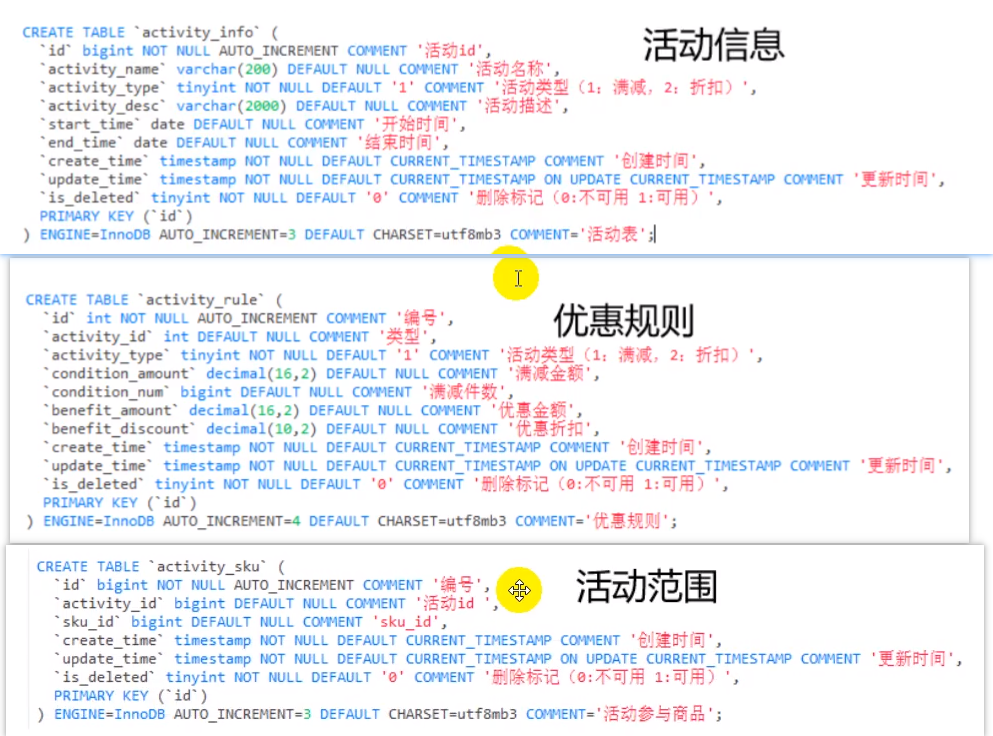 活动信息
CREATE TABLE `activity_info` (
  `id` bigint NOT NULL AUTO_INCREMENT COMMENT '活动id',
  `activity_name` varchar(200) DEFAULT NULL COMMENT '活动名称',
  `activity_type` tinyint NOT NULL DEFAULT '1' COMMENT '活动类型（1：满减，2：折扣）',
  `activity_desc` varchar(2000) DEFAULT NULL COMMENT '活动描述',
  `start_time` date DEFAULT NULL COMMENT '开始时间',
  `end_time` date DEFAULT NULL COMMENT '结束时间',
  `create_time` timestamp NOT NULL DEFAULT CURRENT_TIMESTAMP COMMENT '创建时间',
  `update_time` timestamp NOT NULL DEFAULT CURRENT_TIMESTAMP ON UPDATE CURRENT_TIMESTAMP COMMENT '更新时间',
  `is_deleted` tinyint NOT NULL DEFAULT '0' COMMENT '删除标记（0:不可用 1:可用）',
  PRIMARY KEY (`id`)
) ENGINE=InnoDB AUTO_INCREMENT=3 DEFAULT CHARSET=utf8mb3 COMMENT='活动表';
优惠规则
CREATE TABLE `activity_rule` (
  `id` int NOT NULL AUTO_INCREMENT COMMENT '编号',
  `activity_id` int DEFAULT NULL COMMENT '类型',
  `activity_type` tinyint NOT NULL DEFAULT '1' COMMENT '活动类型（1：满减，2：折扣）',
  `condition_amount` decimal(16,2) DEFAULT NULL COMMENT '满减金额',
  `condition_num` bigint DEFAULT NULL COMMENT '满减件数',
  `benefit_amount` decimal(16,2) DEFAULT NULL COMMENT '优惠金额',
  `benefit_discount` decimal(10,2) DEFAULT NULL COMMENT '优惠折扣',
  `create_time` timestamp NOT NULL DEFAULT CURRENT_TIMESTAMP COMMENT '创建时间',
  `update_time` timestamp NOT NULL DEFAULT CURRENT_TIMESTAMP ON UPDATE CURRENT_TIMESTAMP COMMENT '更新时间',
  `is_deleted` tinyint NOT NULL DEFAULT '0' COMMENT '删除标记（0:不可用 1:可用）',
  PRIMARY KEY (`id`)
) ENGINE=InnoDB AUTO_INCREMENT=4 DEFAULT CHARSET=utf8mb3 COMMENT='优惠规则';
活动范围
CREATE TABLE `activity_sku` (
  `id` bigint NOT NULL AUTO_INCREMENT COMMENT '编号',
  `activity_id` bigint DEFAULT NULL COMMENT '活动id ',
  `sku_id` bigint DEFAULT NULL COMMENT 'sku_id',
  `create_time` timestamp NOT NULL DEFAULT CURRENT_TIMESTAMP COMMENT '创建时间',
  `update_time` timestamp NOT NULL DEFAULT CURRENT_TIMESTAMP ON UPDATE CURRENT_TIMESTAMP COMMENT '更新时间',
  `is_deleted` tinyint NOT NULL DEFAULT '0' COMMENT '删除标记（0:不可用 1:可用）',
  PRIMARY KEY (`id`)
) ENGINE=InnoDB AUTO_INCREMENT=3 DEFAULT CHARSET=utf8mb3 COMMENT='活动参与商品';